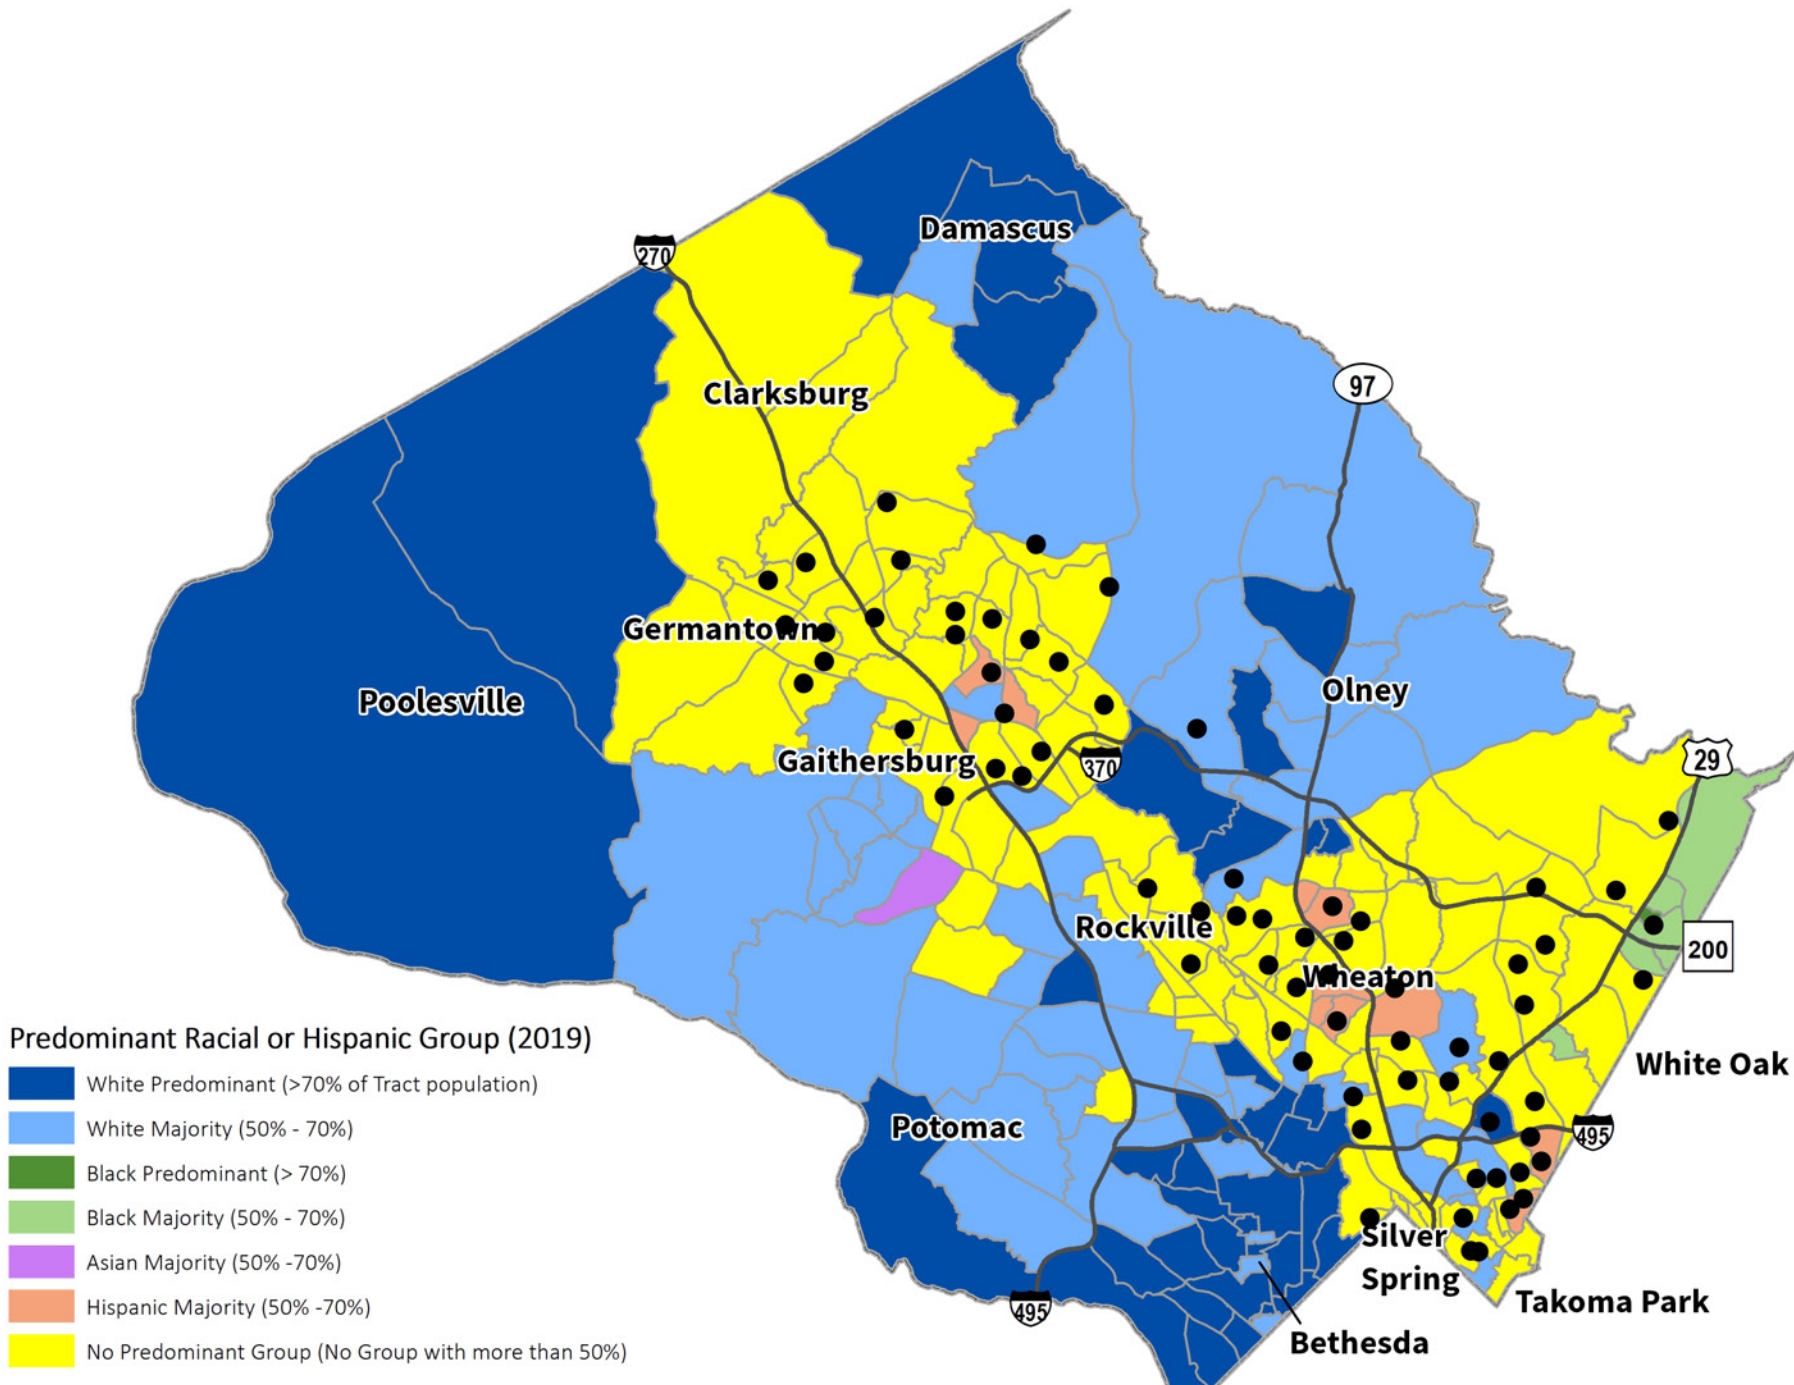 Damascus
270
97
Clarksburg
Germantown
Olney
Poolesville
29
Gaithersburg
370
Rockville
200
Wheaton
Predominant Racial or Hispanic Group (2019)
White Predominant (>70% of Tract population)
White Majority (50% - 70%)
Black Predominant (> 70%)
Black Majority (50% - 70%)
Asian Majority (50% -70%)
Hispanic Majority (50% -70%)
No Predominant Group (No Group with more than 50%)
White Oak
Potomac
495
Silver
Spring
495
Takoma Park
Bethesda